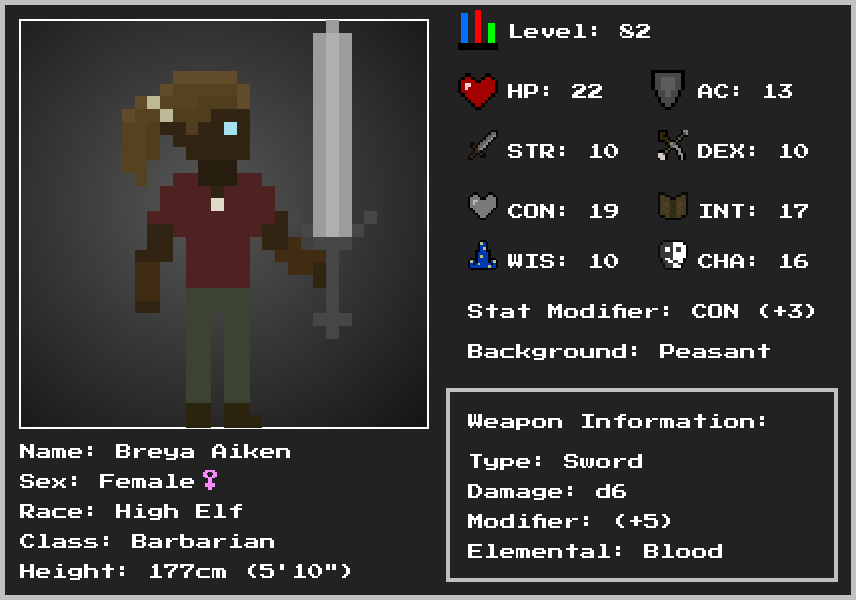 Level: 82
HP: 22
AC: 13
STR: 10
DEX: 10
CON: 19
INT: 17
WIS: 10
CHA: 16
Stat Modifier: CON (+3)
Background: Peasant
Name: Breya Aiken
Sex: Female♀
Race: High Elf
Class: Barbarian
Height: 177cm (5'10")
Weapon Information:
Type: Sword
Damage: d6
Modifier: (+5)
Elemental: Blood